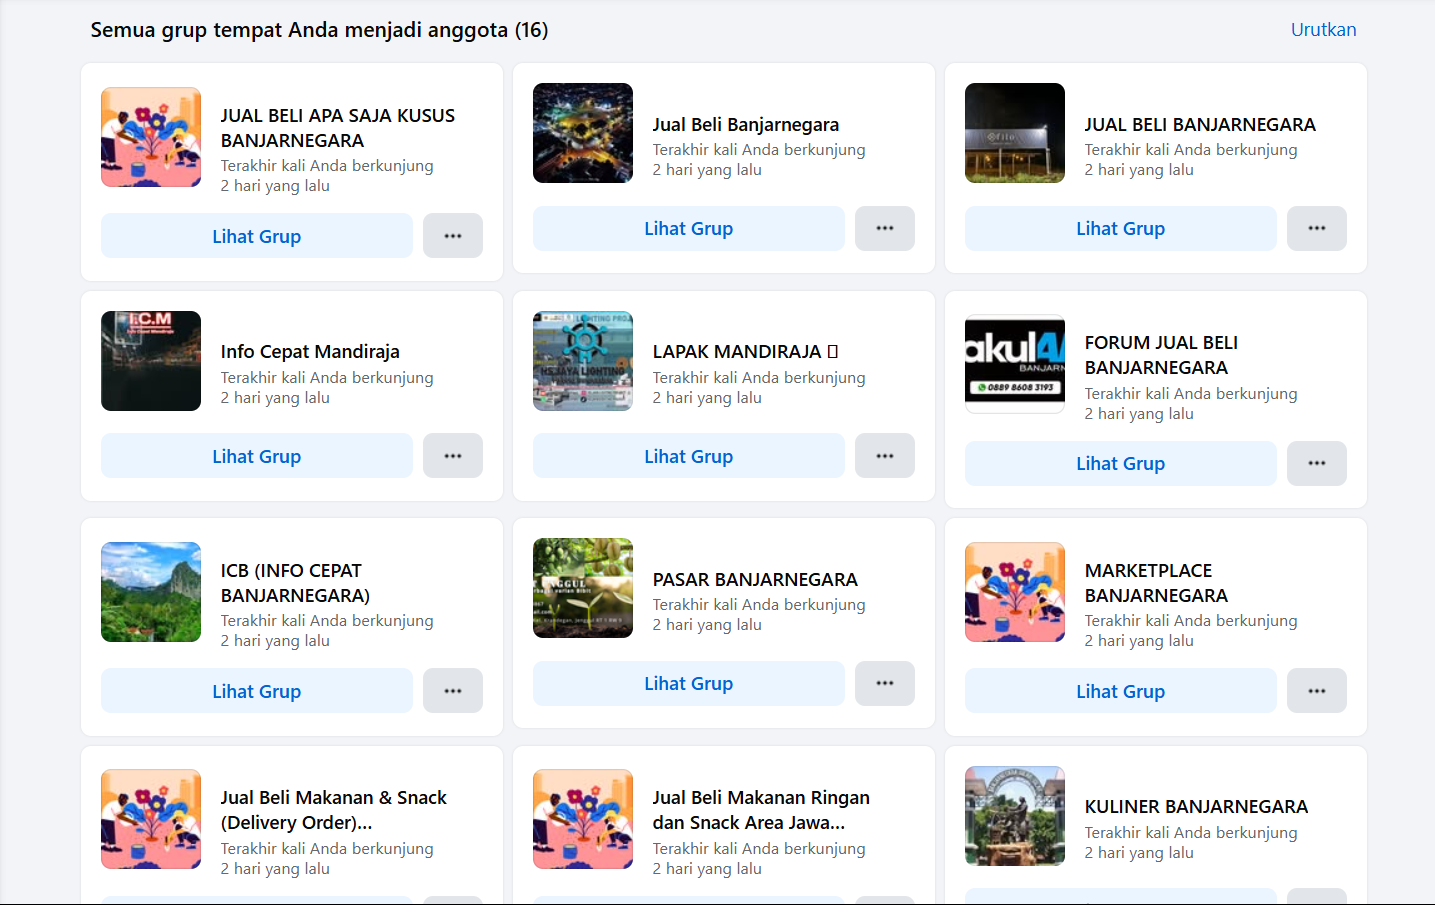 Semua grup tempat Anda menjadi anggota (16)
Urutkan
JUAL BELI APA SAJA KUSUS
BANJARNEGARA
Terakhir kali Anda berkunjung
2 hari yang lalu
Lihat Grup
Jual Beli Banjarnegara
Terakhir kali Anda berkunjung
2 hari yang lalu
Lihat Grup
JUAL BELI BANJARNEGARA
Terakhir kali Anda berkunjung
2 hari yang lalu
Lihat Grup
I.C.M
Info Cepat Mandiraja
Terakhir kali Anda berkunjung
2 hari yang lalu
Lihat Grup
LIGHTING PROJ
JAYA LIGHTING
LAPAK MANDIRAJA
Terakhir kali Anda berkunjung
2 hari yang lalu
Lihat Grup
akul4
BANJARN
0889 8608 3193
FORUM JUAL BELI
BANJARNEGARA
Terakhir kali Anda berkunjung
2 hari yang lalu
Lihat Grup
ICB (INFO CEPAT
BANJARNEGARA)
Terakhir kali Anda berkunjung
2 hari yang lalu
Lihat Grup
PASAR BANJARNEGARA
Terakhir kali Anda berkunjung
2 hari yang lalu
Lihat Grup
MARKETPLACE
BANJARNEGARA
Terakhir kali Anda berkunjung
2 hari yang lalu
Lihat Grup
Jual Beli Makanan & Snack
(Delivery Order)...
Terakhir kali Anda berkunjung
2 hari yang lalu
Jual Beli Makanan Ringan
dan Snack Area Jawa...
Terakhir kali Anda berkunjung
2 hari yang lalu
KULINER BANJARNEGARA
Terakhir kali Anda berkunjung
2 hari yang lalu